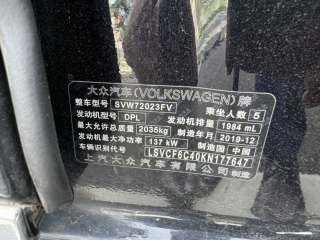 大众汽车(VOLKSWAGEN)牌
整车型号 SVW72023FV 乘坐人数 5
发动机型号 DPL 发动机排量 1984 mL
最大允许总质量 2035kg 制造年月 2019-12
发动机最大净功率 137 kW 制造国 中国
车辆识别代号 LSVCF6C40KN177647
上汽大众汽车有限公司 制造